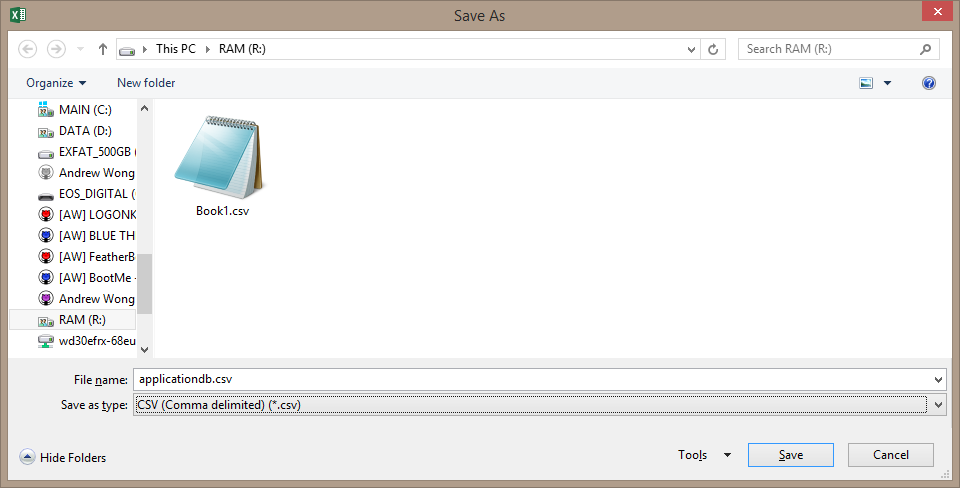 Save As
This PC RAM (R:)
Search RAM (R:)
Organize
New folder
MAIN (C:)
DATA (D:)
EXFAT_500GB (
Andrew Wong
EOS_DIGITAL (
[AW] LOGONK
[AW] BLUE TH
[AW] FeatherB
[AW] BootMe -
Andrew Wong
RAM (R:)
wd30efrx-68eu
Book1.csv
File name: applicationdb.csv
Save as type: CSV (Comma delimited) (*.csv)
Hide Folders
Tools
Save
Cancel